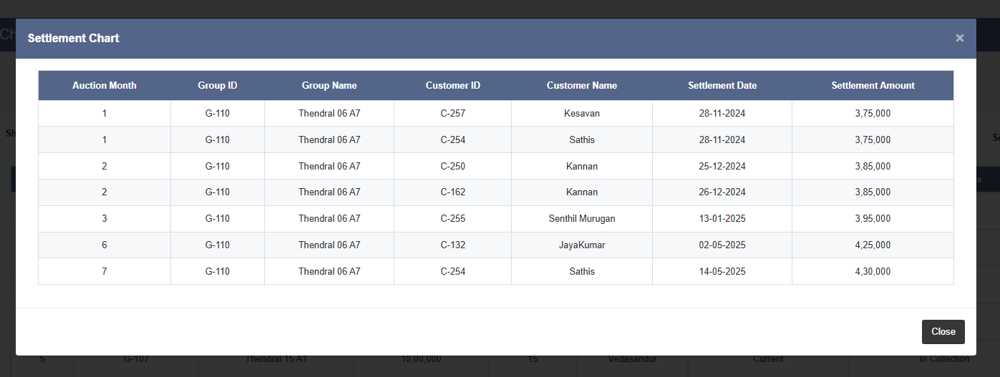 Ch
Settlement Chart ×
Auction Month Group ID Group Name Customer ID Customer Name Settlement Date Settlement Amount
1 G-110 Thendral 06 A7 C-257 Kesavan 28-11-2024 3,75,000
Sh
1 G-110 Thendral 06 A7 C-254 Sathis 28-11-2024 3,75,000
2 G-110 Thendral 06 A7 C-250 Kannan 25-12-2024 3,85,000
2 G-110 Thendral 06 A7 C-162 Kannan 26-12-2024 3,85,000
3 G-110 Thendral 06 A7 C-255 Senthil Murugan 13-01-2025 3,95,000
6 G-110 Thendral 06 A7 C-132 JayaKumar 02-05-2025 4,25,000
7 G-110 Thendral 06 A7 C-254 Sathis 14-05-2025 4,30,000
Close
5 G-107 Thendral 15 A1 10,00,000 15 Vedasandur Current In Collection